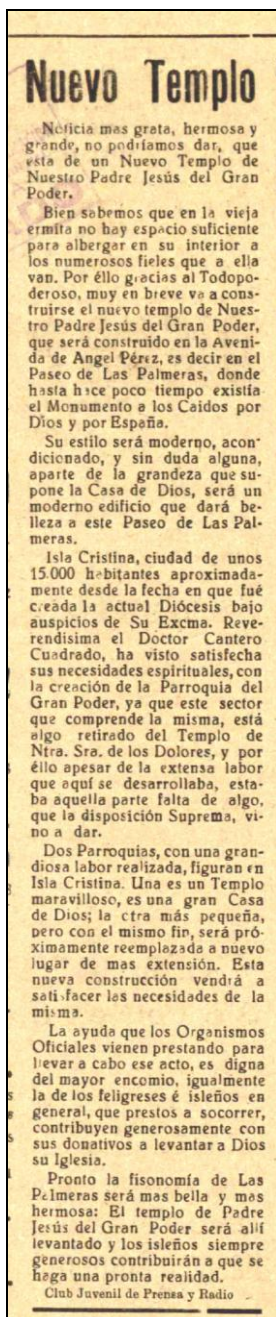 Nuevo Templo
Noticia mas grata, hermosa y
grande, no podríamos dar, que
esta de un Nuevo Templo de
Nuestro Padre Jesús del Gran
Poder.
Bien sabemos que en la vieja
ermita no hay espacio suficiente
para albergar en su interior a
los numerosos fieles que a ella
van. Por éllo gracias al Todopo-
deroso, muy en breve va a cons-
truirse el nuevo templo de Nues-
tro Padre Jesús del Gran Poder,
que será construido en la Aveni-
da de Angel Pérez, es decir en el
Paseo de Las Palmeras, donde
hasta hace poco tiempo existía
el Monumento a los Caidos por
Dios y por España.
Su estilo será moderno, acon-
dicionado, y sin duda alguna,
aparte de la grandeza que su-
pone la Casa de Dios, será un
moderno edificio que dará be-
lleza a este Paseo de Las Pal-
meras.
Isla Cristina, ciudad de unos
15.000 habitantes aproximada-
mente desde la fecha en que fué
creada la actual Diócesis bajo
auspicios de Su Excma. Reve-
rendisima el Doctor Cantero
Cuadrado, ha visto satisfecha
sus necesidades espirituales, con
la creación de la Parroquia del
Gran Poder, ya que este sector
que comprende la misma, está
algo retirado del Templo de
Ntra. Sra. de los Dolores, y por
éllo apesar de la extensa labor
que aquí se desarrollaba, esta-
ba aquella parte falta de algo,
que la disposición Suprema, vi-
no a dar.
Dos Parroquias, con una gran-
diosa labor realizada, figuran en
Isla Cristina. Una es un Templo
maravilloso, es una gran Casa
de Dios; la otra más pequeña,
pero con el mismo fin, será pró-
ximamente reemplazada a nuevo
lugar de mas extensión. Esta
nueva construcción vendrá a
satisfacer las necesidades de la
misma.
La ayuda que los Organismos
Oficiales vienen prestando para
llevar a cabo ese acto, es digna
del mayor encomio, igualmente
la de los feligreses é isleños en
general, que prestos a socorrer,
contribuyen generosamente con
sus donativos a levantar a Dios
su Iglesia.
Pronto la fisonomía de Las
Palmeras será mas bella y mas
hermosa: El templo de Padre
Jesús del Gran Poder será allí
levantado y los isleños siempre
generosos contribuirán a que se
haga una pronta realidad.
Club Juvenil de Prensa y Radio